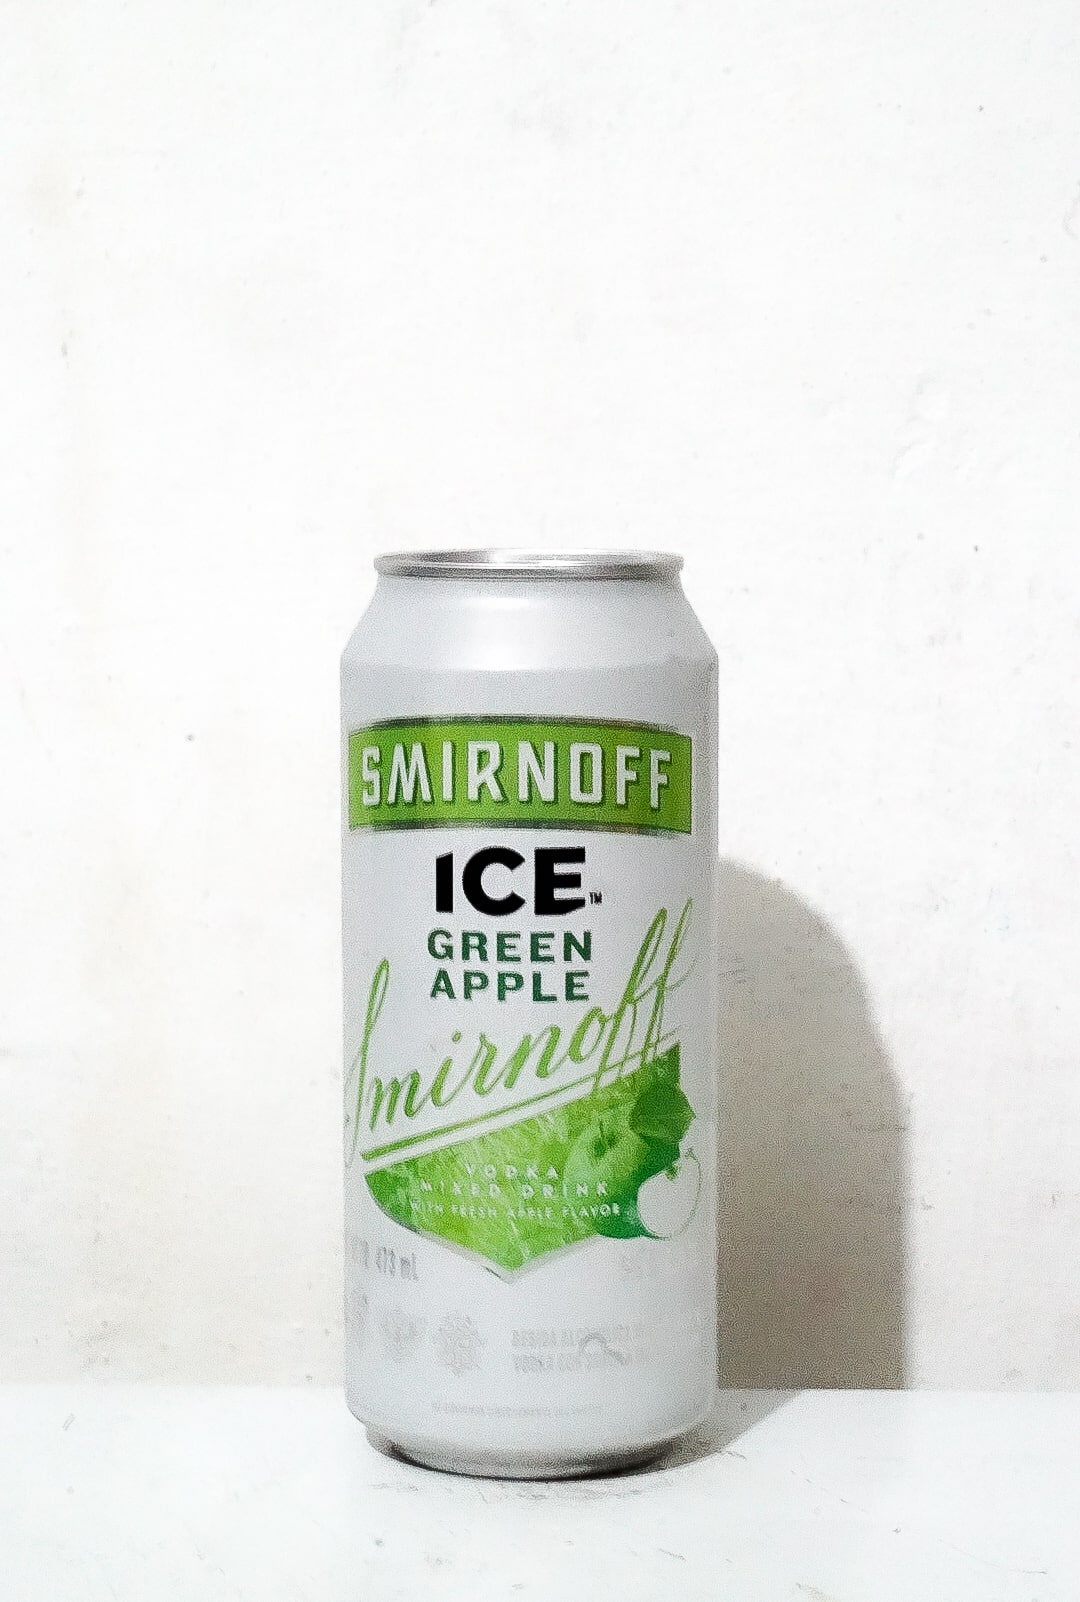 SMIRNOFF
ICE™
GREEN
APPLE
Smirnoff
VODKA
MIXED DRINK
WITH FRESH APPLE FLAVOR
473 ml